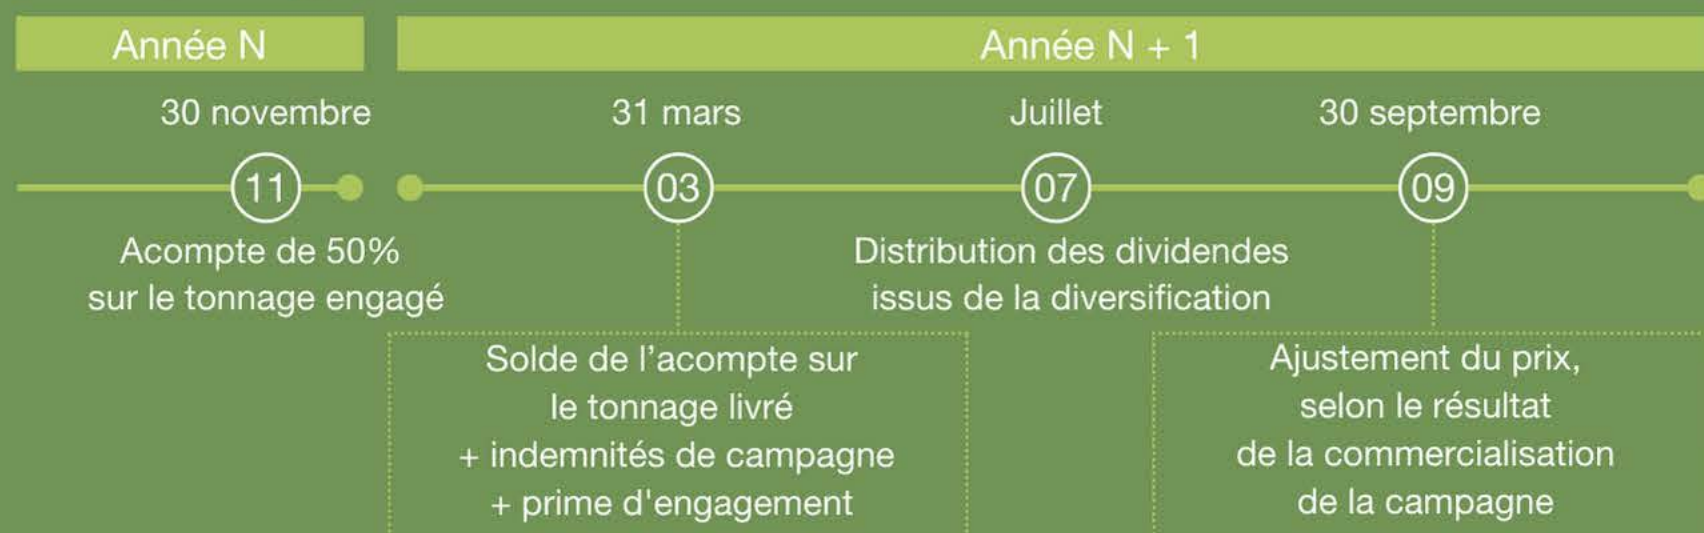 Année N
Année N + 1
30 novembre
31 mars
Juillet
30 septembre
11
03
07
09
Acompte de 50%
sur le tonnage engagé
Distribution des dividendes
issus de la diversification
Solde de l'acompte sur
le tonnage livré
+ indemnités de campagne
+ prime d'engagement
Ajustement du prix,
selon le résultat
de la commercialisation
de la campagne